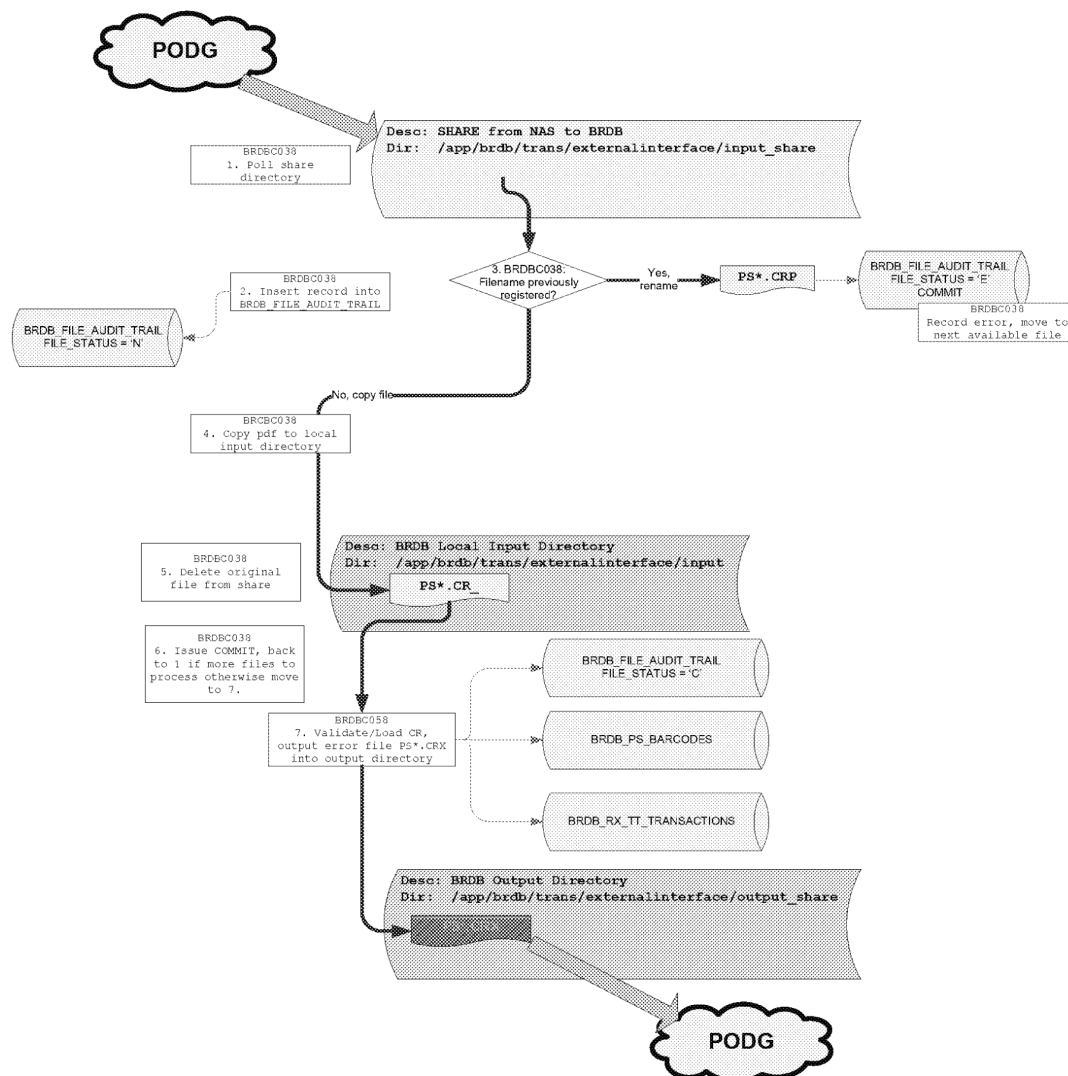 PODG
Desc: SHARE from NAS to BRDB
Dir: /app/brdb/trans/externalinterface/input_share
BRDBC038
1. Poll share
directory
3. BRDBC038:
Filename previously
registered?
Yes,
rename
PS*.CRP
BRDB_FILE_AUDIT_TRAIL
FILE_STATUS = 'E'
COMMIT
BRDBC038
Record error, move to
next available file
BRDBC038
2. Insert record into
BRDB_FILE_AUDIT_TRAIL
BRDB_FILE_AUDIT_TRAIL
FILE_STATUS = 'N'
No, copy file
BRCBC038
4. Copy pdf to local
input directory
Desc: BRDB Local Input Directory
Dir: /app/brdb/trans/externalinterface/input
BRDBC038
5. Delete original
file from share
PS*.CR_
BRDBC038
6. Issue COMMIT, back
to 1 if more files to
process otherwise move
to 7.
BRDB_FILE_AUDIT_TRAIL
FILE_STATUS = 'C'
BRDBC058
7. Validate/Load CR,
output error file PS*.CRX
into output directory
BRDB_PS_BARCODES
BRDB_RX_TT_TRANSACTIONS
Desc: BRDB Output Directory
Dir: /app/brdb/trans/externalinterface/output_share
PODG